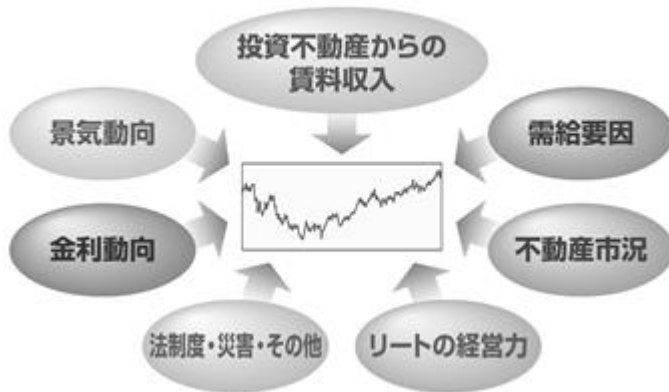 投資不動産からの
賃料収入
景気動向
需給要因
金利動向
不動産市況
法制度・災害・その他
リートの経営力